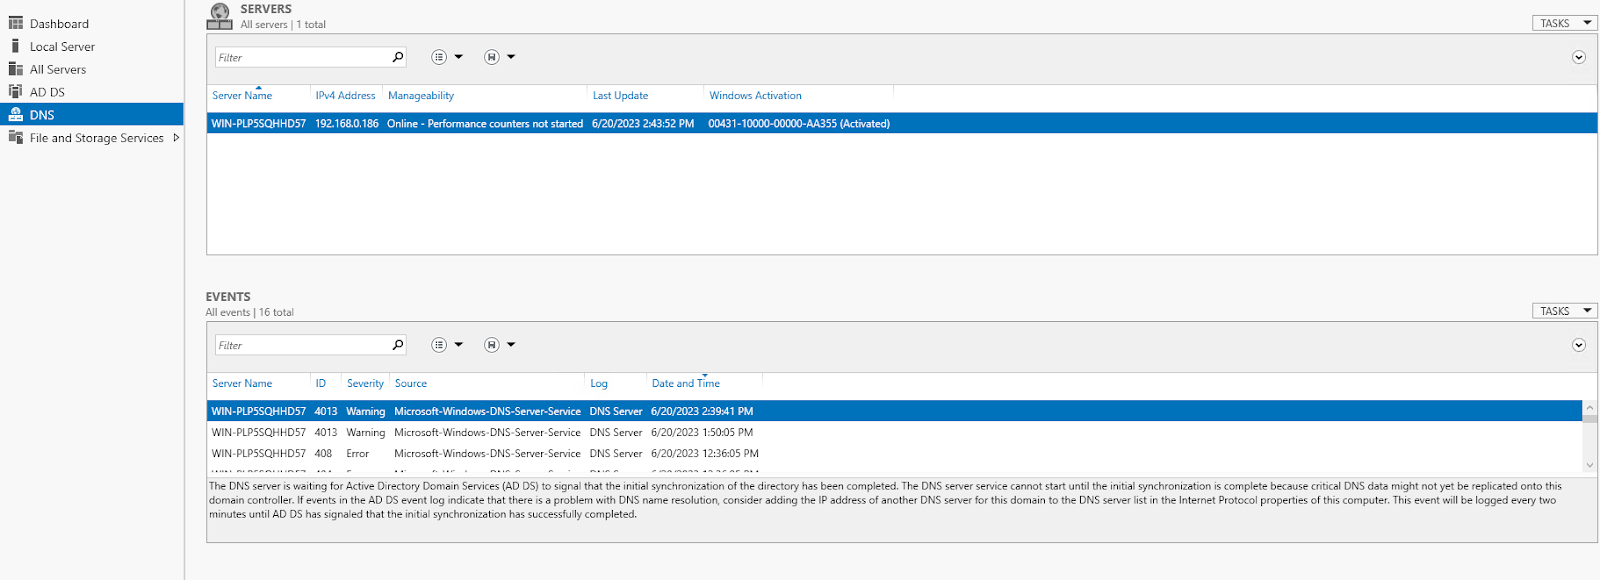 Dashboard
Local Server
All Servers
AD DS
DNS
File and Storage Services
SERVERS
All servers | 1 total
TASKS
Filter
Server Name IPv4 Address Manageability Last Update Windows Activation
WIN-PLP5SQHHD57 192.168.0.186 Online - Performance counters not started 6/20/2023 2:43:52 PM 00431-10000-00000-AA355 (Activated)
EVENTS
All events | 16 total
TASKS
Filter
Server Name ID Severity Source Log Date and Time
WIN-PLP5SQHHD57 4013 Warning Microsoft-Windows-DNS-Server-Service DNS Server 6/20/2023 2:39:41 PM
WIN-PLP5SQHHD57 4013 Warning Microsoft-Windows-DNS-Server-Service DNS Server 6/20/2023 1:50:05 PM
WIN-PLP5SQHHD57 408 Error Microsoft-Windows-DNS-Server-Service DNS Server 6/20/2023 12:36:05 PM
The DNS server is waiting for Active Directory Domain Services (AD DS) to signal that the initial synchronization of the directory has been completed. The DNS server service cannot start until the initial synchronization is complete because critical DNS data might not yet be replicated onto this
domain controller. If events in the AD DS event log indicate that there is a problem with DNS name resolution, consider adding the IP address of another DNS server for this domain to the DNS server list in the Internet Protocol properties of this computer. This event will be logged every two
minutes until AD DS has signaled that the initial synchronization has successfully completed.